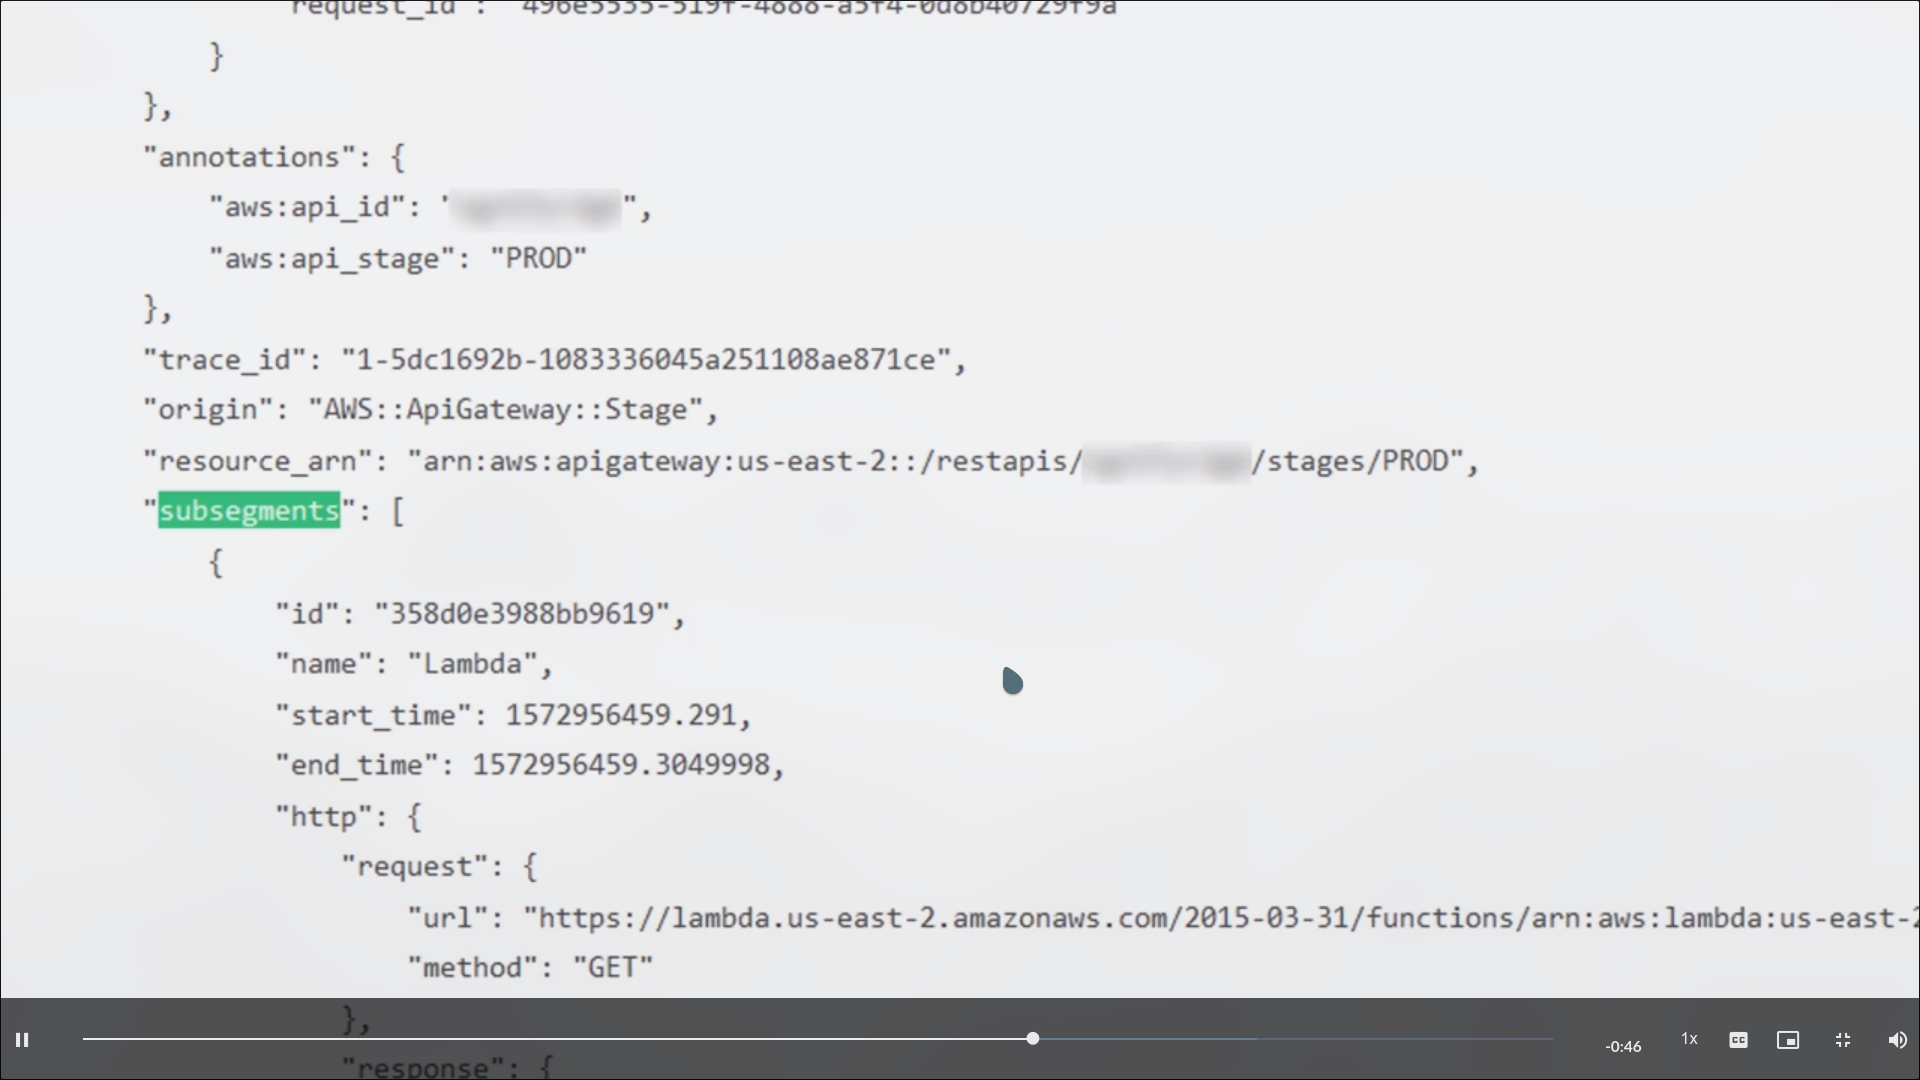 "request_id": "496e5535-519f-4888-a5f4-0d8b40729f9a
}
},
"annotations": {
"aws:api_id": "",
"aws:api_stage": "PROD"
},
"trace_id": "1-5dc1692b-1083336045a251108ae871ce",
"origin": "AWS::ApiGateway::Stage",
"resource_arn": "arn:aws:apigateway:us-east-2::/restapis/ /stages/PROD",
"subsegments": [
{
"id": "358d0e3988bb9619",
"name": "Lambda",
"start_time": 1572956459.291,
"end_time": 1572956459.3049998,
"http": {
"request": {
"url": "https://lambda.us-east-2.amazonaws.com/2015-03-31/functions/arn:aws:lambda:us-east-2
"method": "GET"
},
"response": {
-0:46
1x
CC